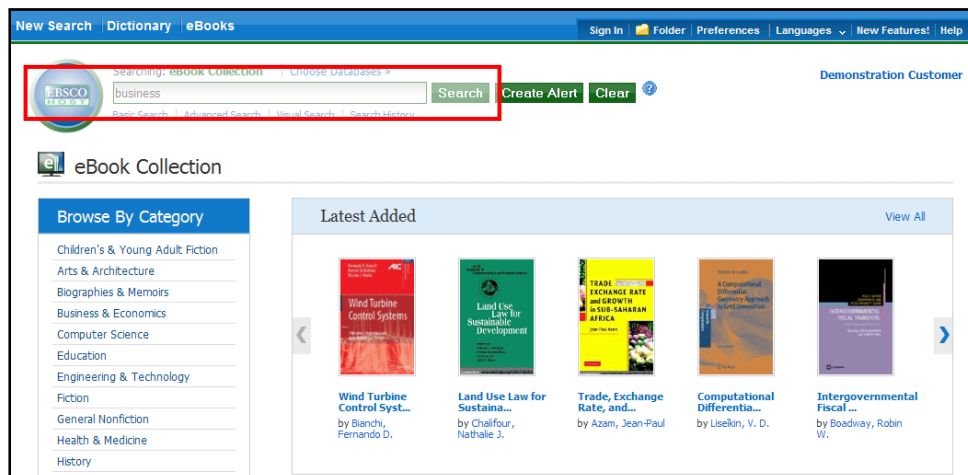 New Search Dictionary eBooks
Sign In Folder Preferences Languages New Features! Help
Searching: eBook Collection Choose Databases »
Demonstration Customer
EBSCO
HOST
business
Search Create Alert Clear ?
Basic Search Advanced Search Visual Search Search History
eBook Collection
Browse By Category
Children's & Young Adult Fiction
Arts & Architecture
Biographies & Memoirs
Business & Economics
Computer Science
Education
Engineering & Technology
Fiction
General Nonfiction
Health & Medicine
History
Latest Added
View All
Wind Turbine
Control Systems
Land Use
Law for
Sustainable
Development
TRADE
EXCHANGE RATE
and GROWTH
in SUB-SAHARAN
AFRICA
Jean-Paul Azam
A Computational
Differential
Geometry Approach
to Grid Generation
INTERGOVERNMENTAL
FISCAL TRANSFERS
Wind Turbine
Control Syst...
by Bianchi,
Fernando D.
Land Use Law for
Sustaina...
by Chalifour,
Nathalie J.
Trade, Exchange
Rate, and...
by Azam, Jean-Paul
Computational
Differentia...
by Liseikin, V. D.
Intergovernmental
Fiscal ...
by Boadway, Robin
W.